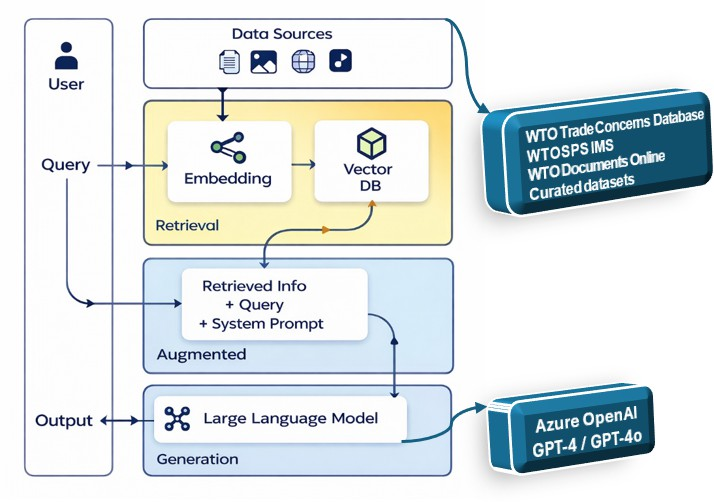 Data Sources
User
WTO Trade Concerns Database
WTOSPS IMS
WTO Documents Online
Curated datasets
Query
Embedding
Vector
DB
Retrieval
Retrieved Info
+ Query
+ System Prompt
Augmented
Output
Large Language Model
Generation
Azure OpenAI
GPT-4 / GPT-4o